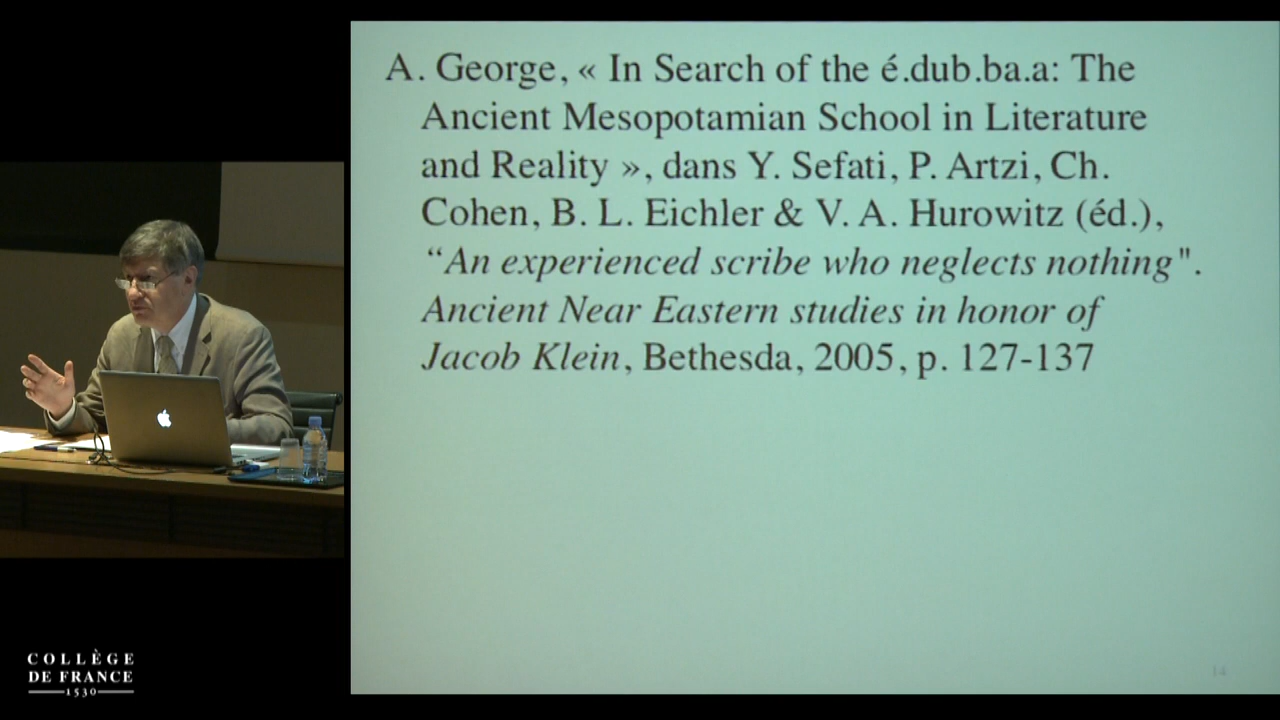 A. George, « In Search of the é.dub.ba.a: The
Ancient Mesopotamian School in Literature
and Reality », dans Y. Sefati, P. Artzi, Ch.
Cohen, B. L. Eichler & V. A. Hurowitz (éd.),
“An experienced scribe who neglects nothing".
Ancient Near Eastern studies in honor of
Jacob Klein, Bethesda, 2005, p. 127-137
14
COLLÈGE
DE FRANCE
1530